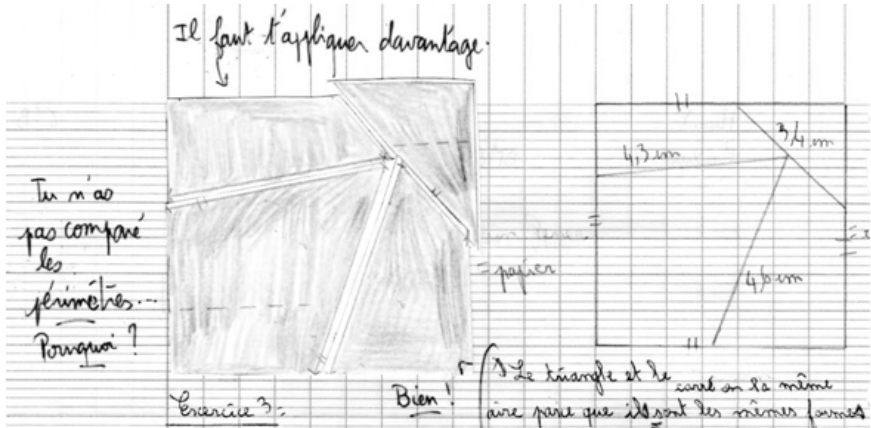 Il faut t'appliquer davantage.
Tu n'as
pas comparé
les
périmètres...
Pourquoi ?
papier
4,3 cm
3,4 cm
4,6 cm
Exercice 3 :
Bien !
Le triangle et le carré on la même
aire parce que ils sont les mêmes formes